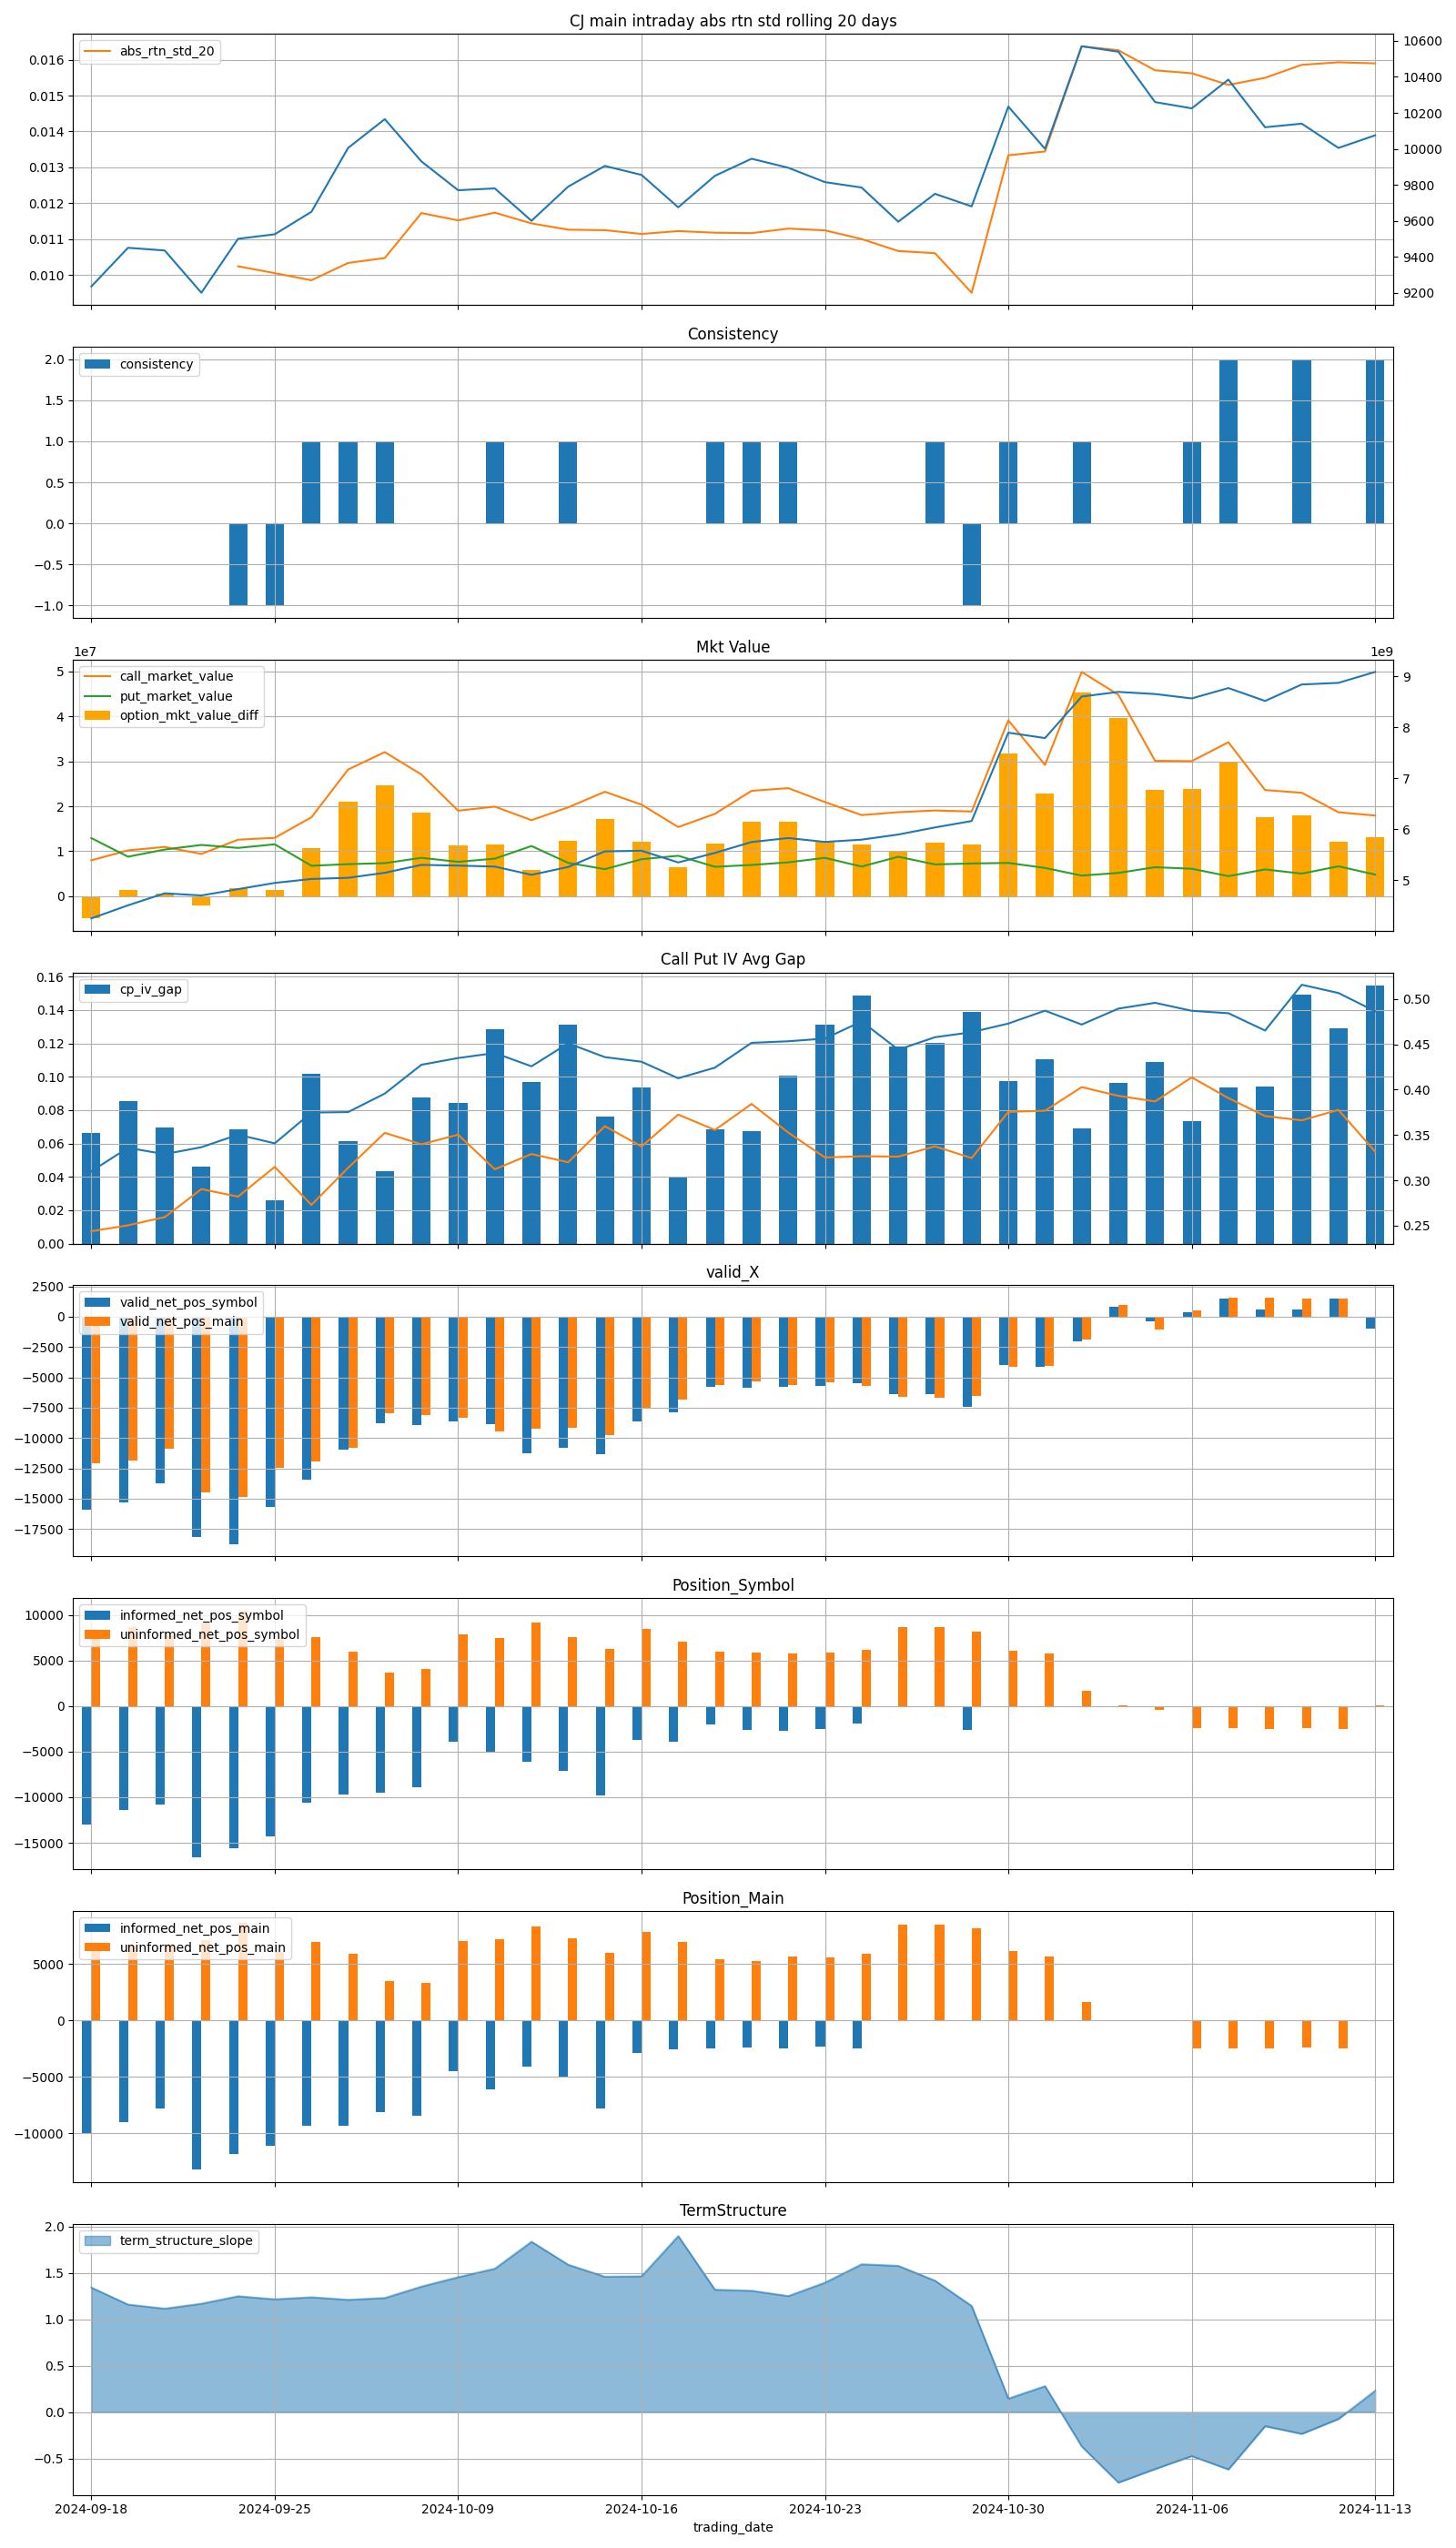 CJ main intraday abs rtn std rolling 20 days
abs_rtn_std_20
0.016
0.015
0.014
0.013
0.012
0.011
0.010
10600
10400
10200
10000
9800
9600
9400
9200
Consistency
consistency
2.0
1.5
1.0
0.5
0.0
−0.5
−1.0
Mkt Value
1e7
1e9
call_market_value
put_market_value
option_mkt_value_diff
5
4
3
2
1
0
9
8
7
6
5
Call Put IV Avg Gap
cp_iv_gap
0.16
0.14
0.12
0.10
0.08
0.06
0.04
0.02
0.00
0.50
0.45
0.40
0.35
0.30
0.25
valid_X
valid_net_pos_symbol
valid_net_pos_main
2500
0
−2500
−5000
−7500
−10000
−12500
−15000
−17500
Position_Symbol
informed_net_pos_symbol
uninformed_net_pos_symbol
10000
5000
0
−5000
−10000
−15000
Position_Main
informed_net_pos_main
uninformed_net_pos_main
5000
0
−5000
−10000
TermStructure
term_structure_slope
2.0
1.5
1.0
0.5
0.0
−0.5
2024-09-18 2024-09-25 2024-10-09 2024-10-16 2024-10-23 2024-10-30 2024-11-06 2024-11-13
trading_date